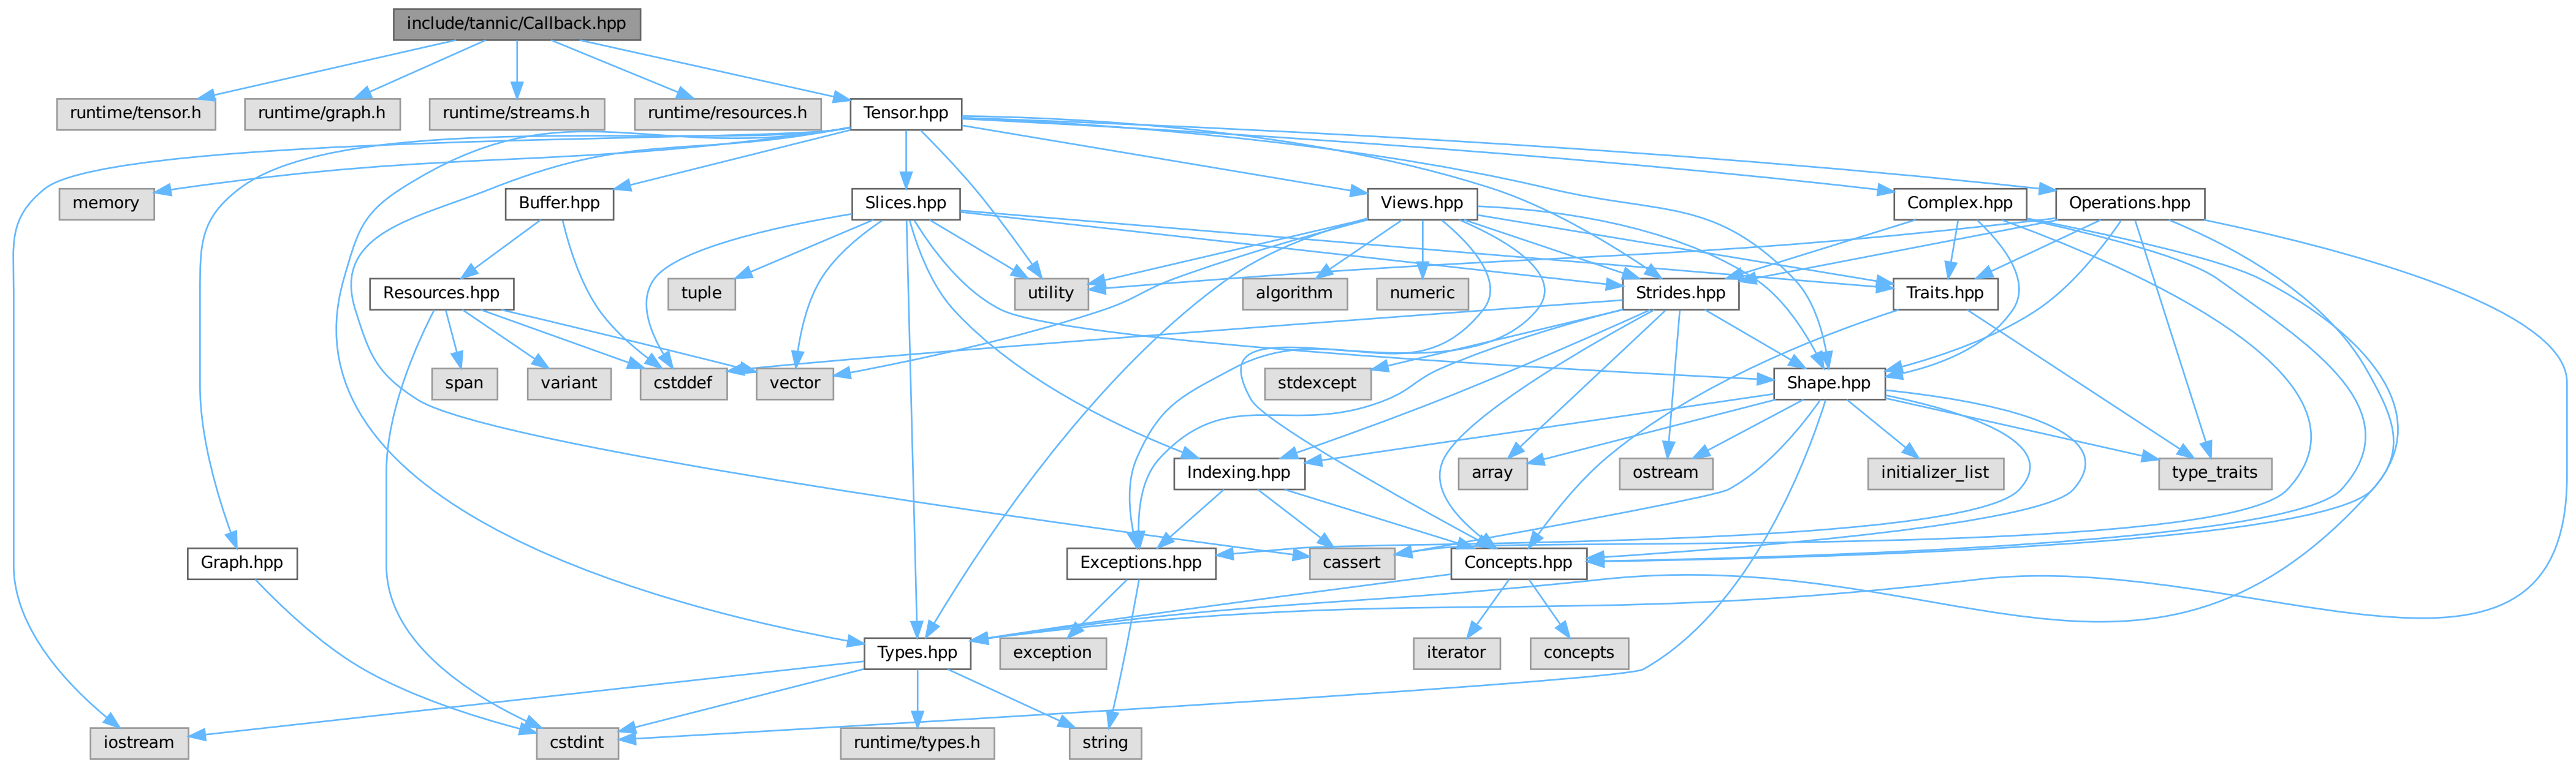 include/tannic/Callback.hpp
runtime/tensor.h
runtime/graph.h
runtime/streams.h
runtime/resources.h
Tensor.hpp
memory
Buffer.hpp
Slices.hpp
Views.hpp
Complex.hpp
Operations.hpp
Resources.hpp
tuple
utility
algorithm
numeric
Strides.hpp
Traits.hpp
span
variant
cstddef
vector
stdexcept
Shape.hpp
Indexing.hpp
array
ostream
initializer_list
type_traits
Graph.hpp
Exceptions.hpp
cassert
Concepts.hpp
Types.hpp
exception
iterator
concepts
iostream
cstdint
runtime/types.h
string